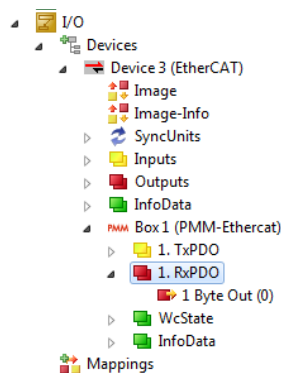 I/O
Devices
Device 3 (EtherCAT)
Image
Image-Info
SyncUnits
Inputs
Outputs
InfoData
PMM Box 1 (PMM-Ethercat)
1. TxPDO
1. RxPDO
1 Byte Out (0)
WcState
InfoData
Mappings